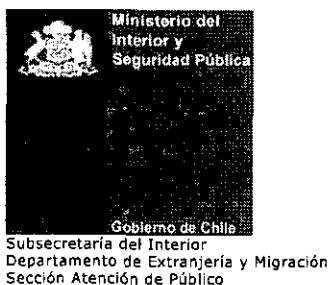 Ministerio del
Interior y
Seguridad Pública
Gobierno de Chile
Subsecretaría del Interior
Departamento de Extranjería y Migración
Sección Atención de Público